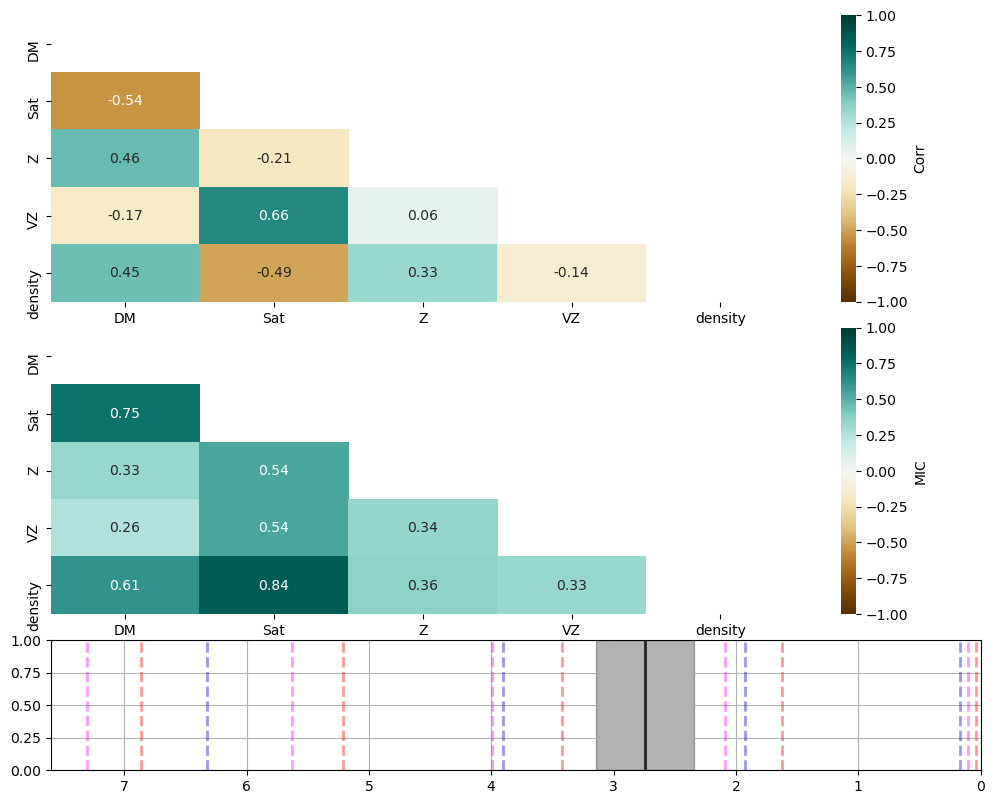 DM
Sat
Z
VZ
density
-0.54
0.46 -0.21
-0.17 0.66 0.06
0.45 -0.49 0.33 -0.14
DM Sat Z VZ density
1.00
0.75
0.50
0.25
0.00
−0.25
−0.50
−0.75
−1.00
Corr
DM
Sat
Z
VZ
density
0.75
0.33 0.54
0.26 0.54 0.34
0.61 0.84 0.36 0.33
DM Sat Z VZ density
1.00
0.75
0.50
0.25
0.00
−0.25
−0.50
−0.75
−1.00
MIC
1.00
0.75
0.50
0.25
0.00
7 6 5 4 3 2 1 0